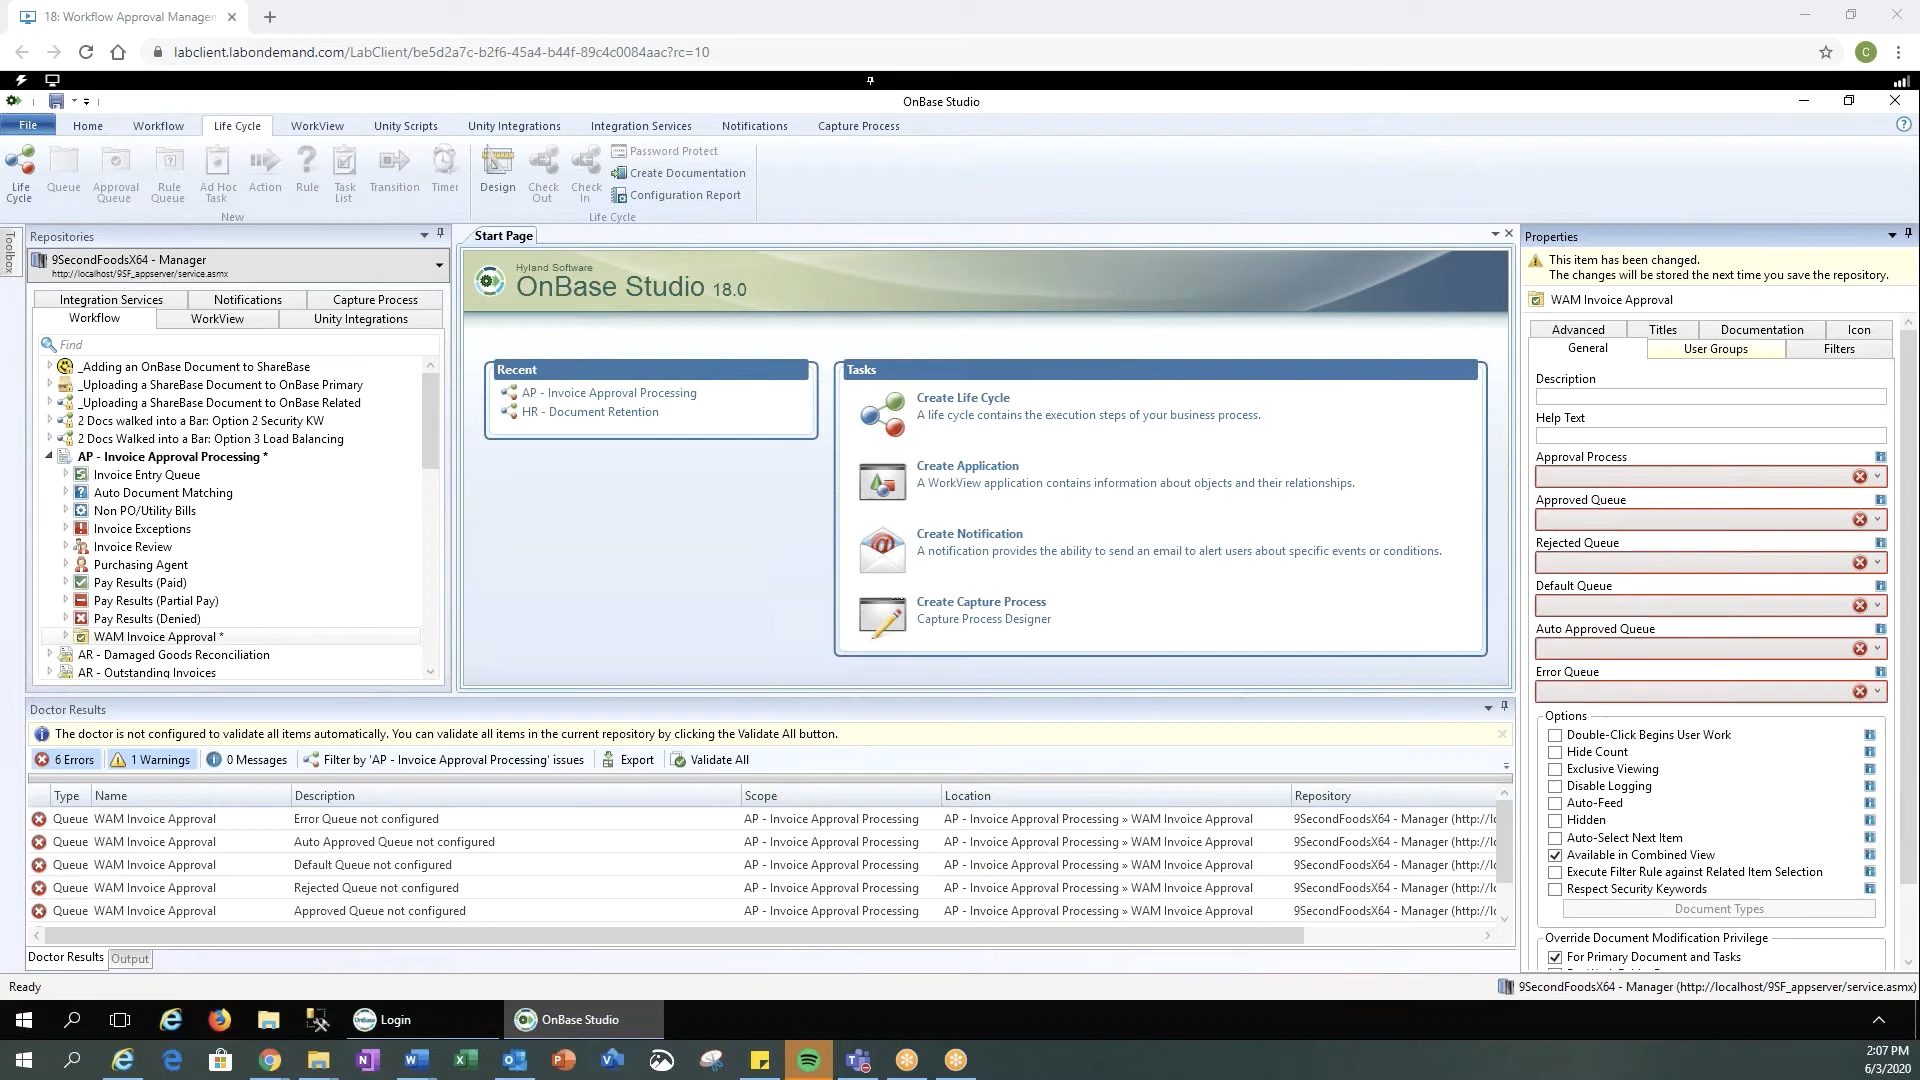 18: Workflow Approval Manager
labclient.labondemand.com/LabClient/be5d2a7c-b2f6-45a4-b44f-89c4c0084aac?rc=10
C
OnBase Studio
File Home Workflow Life Cycle WorkView Unity Scripts Unity Integrations Integration Services Notifications Capture Process
Life Cycle
Queue
Approval Queue
Rule Queue
Ad Hoc Task
Action
Rule
Task List
Transition
Timer
New
Design
Check Out
Check In
Password Protect
Create Documentation
Configuration Report
Life Cycle
Toolbox
Repositories
9SecondFoodsX64 - Manager
http://localhost/9SF_appserver/service.asmx
Integration Services Notifications Capture Process
Workflow WorkView Unity Integrations
Find
_Adding an OnBase Document to ShareBase
_Uploading a ShareBase Document to OnBase Primary
_Uploading a ShareBase Document to OnBase Related
2 Docs walked into a Bar: Option 2 Security KW
2 Docs Walked into a Bar: Option 3 Load Balancing
AP - Invoice Approval Processing *
Invoice Entry Queue
Auto Document Matching
Non PO/Utility Bills
Invoice Exceptions
Invoice Review
Purchasing Agent
Pay Results (Paid)
Pay Results (Partial Pay)
Pay Results (Denied)
WAM Invoice Approval *
AR - Damaged Goods Reconciliation
AR - Outstanding Invoices
Start Page
Hyland Software
OnBase Studio 18.0
Recent
AP - Invoice Approval Processing
HR - Document Retention
Tasks
Create Life Cycle
A life cycle contains the execution steps of your business process.
Create Application
A WorkView application contains information about objects and their relationships.
Create Notification
A notification provides the ability to send an email to alert users about specific events or conditions.
Create Capture Process
Capture Process Designer
Properties
This item has been changed.
The changes will be stored the next time you save the repository.
WAM Invoice Approval
Advanced Titles Documentation Icon
General User Groups Filters
Description
Help Text
Approval Process
Approved Queue
Rejected Queue
Default Queue
Auto Approved Queue
Error Queue
Options
Double-Click Begins User Work
Hide Count
Exclusive Viewing
Disable Logging
Auto-Feed
Hidden
Auto-Select Next Item
Available in Combined View
Execute Filter Rule against Related Item Selection
Respect Security Keywords
Document Types
Override Document Modification Privilege
For Primary Document and Tasks
Doctor Results
The doctor is not configured to validate all items automatically. You can validate all items in the current repository by clicking the Validate All button.
6 Errors 1 Warnings 0 Messages Filter by 'AP - Invoice Approval Processing' issues Export Validate All
Type Name Description Scope Location Repository
Queue WAM Invoice Approval Error Queue not configured AP - Invoice Approval Processing AP - Invoice Approval Processing » WAM Invoice Approval 9SecondFoodsX64 - Manager (http://lo
Queue WAM Invoice Approval Auto Approved Queue not configured AP - Invoice Approval Processing AP - Invoice Approval Processing » WAM Invoice Approval 9SecondFoodsX64 - Manager (http://lo
Queue WAM Invoice Approval Default Queue not configured AP - Invoice Approval Processing AP - Invoice Approval Processing » WAM Invoice Approval 9SecondFoodsX64 - Manager (http://lo
Queue WAM Invoice Approval Rejected Queue not configured AP - Invoice Approval Processing AP - Invoice Approval Processing » WAM Invoice Approval 9SecondFoodsX64 - Manager (http://lo
Queue WAM Invoice Approval Approved Queue not configured AP - Invoice Approval Processing AP - Invoice Approval Processing » WAM Invoice Approval 9SecondFoodsX64 - Manager (http://lo
Doctor Results Output
Ready
9SecondFoodsX64 - Manager (http://localhost/9SF_appserver/service.asmx)
Login
OnBase Studio
2:07 PM
6/3/2020